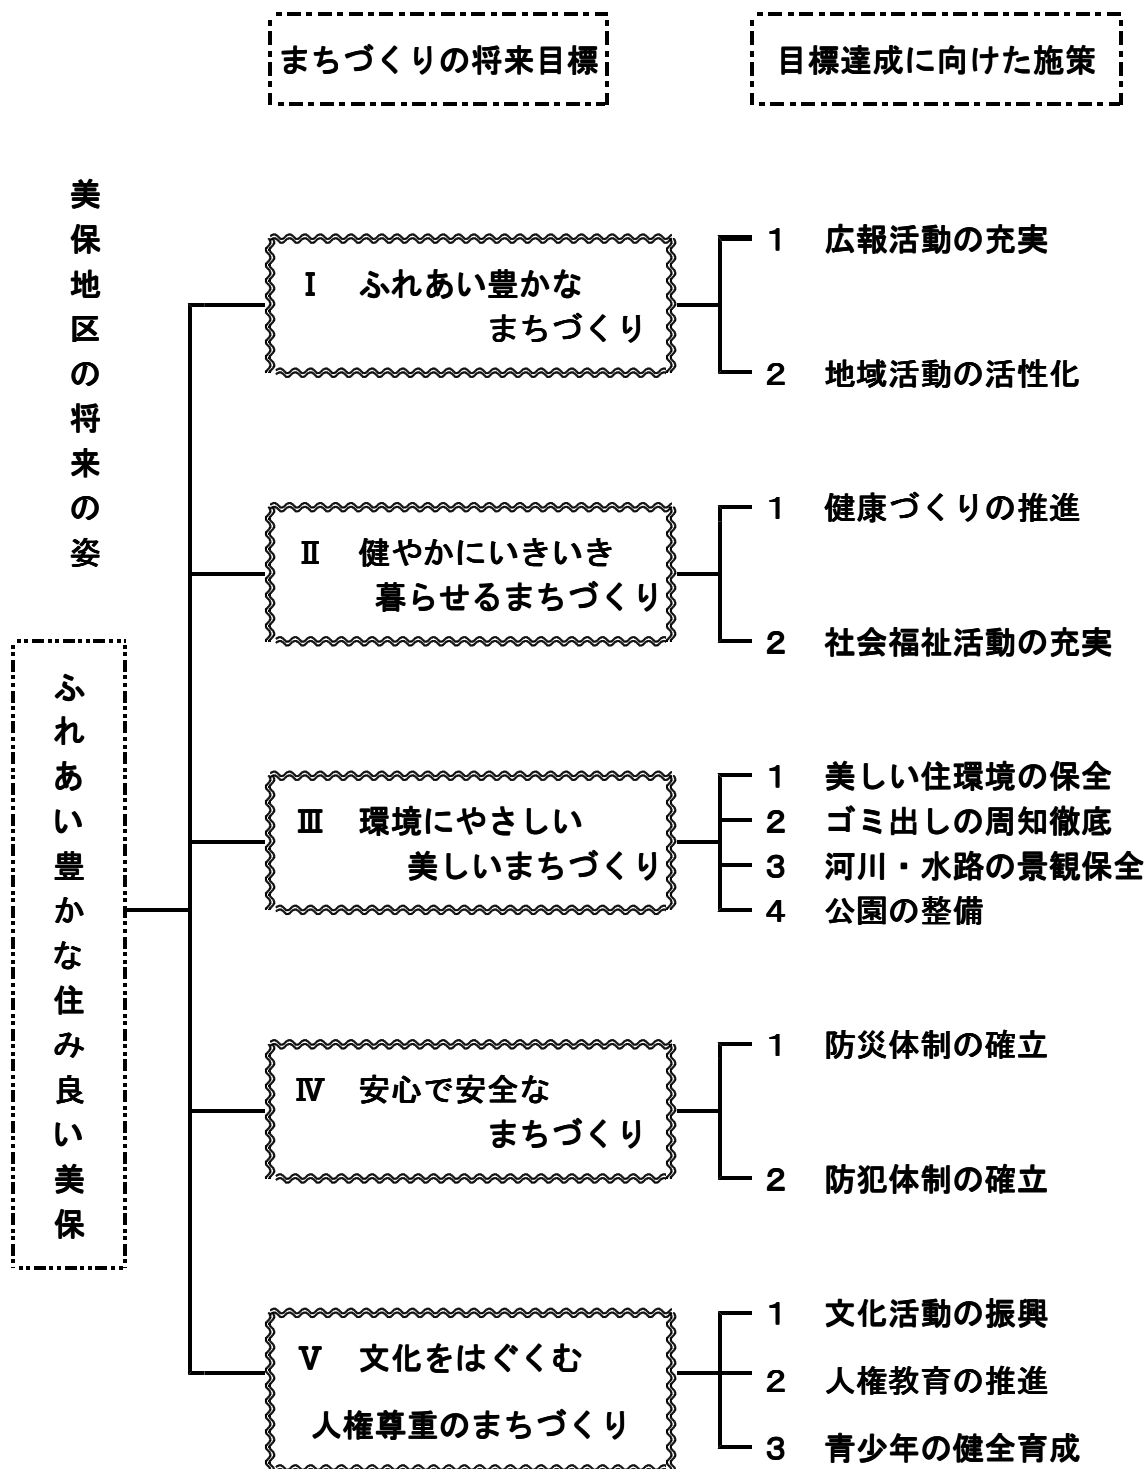 まちづくりの将来目標
目標達成に向けた施策
美保地区の将来の姿
ふれあい豊かな住み良い美保
Ⅰ ふれあい豊かな
まちづくり
1 広報活動の充実
2 地域活動の活性化
Ⅱ 健やかにいきいき
暮らせるまちづくり
1 健康づくりの推進
2 社会福祉活動の充実
Ⅲ 環境にやさしい
美しいまちづくり
1 美しい住環境の保全
2 ゴミ出しの周知徹底
3 河川・水路の景観保全
4 公園の整備
Ⅳ 安心で安全な
まちづくり
1 防災体制の確立
2 防犯体制の確立
Ⅴ 文化をはぐくむ
人権尊重のまちづくり
1 文化活動の振興
2 人権教育の推進
3 青少年の健全育成